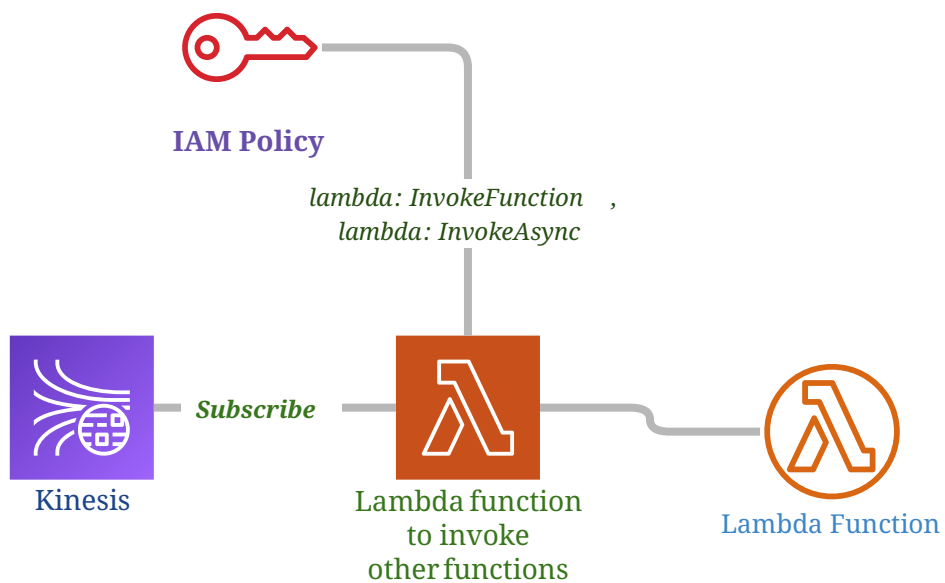 IAM Policy
lambda: InvokeFunction ,
lambda: InvokeAsync
Subscribe
Kinesis
Lambda function
to invoke
other functions
Lambda Function